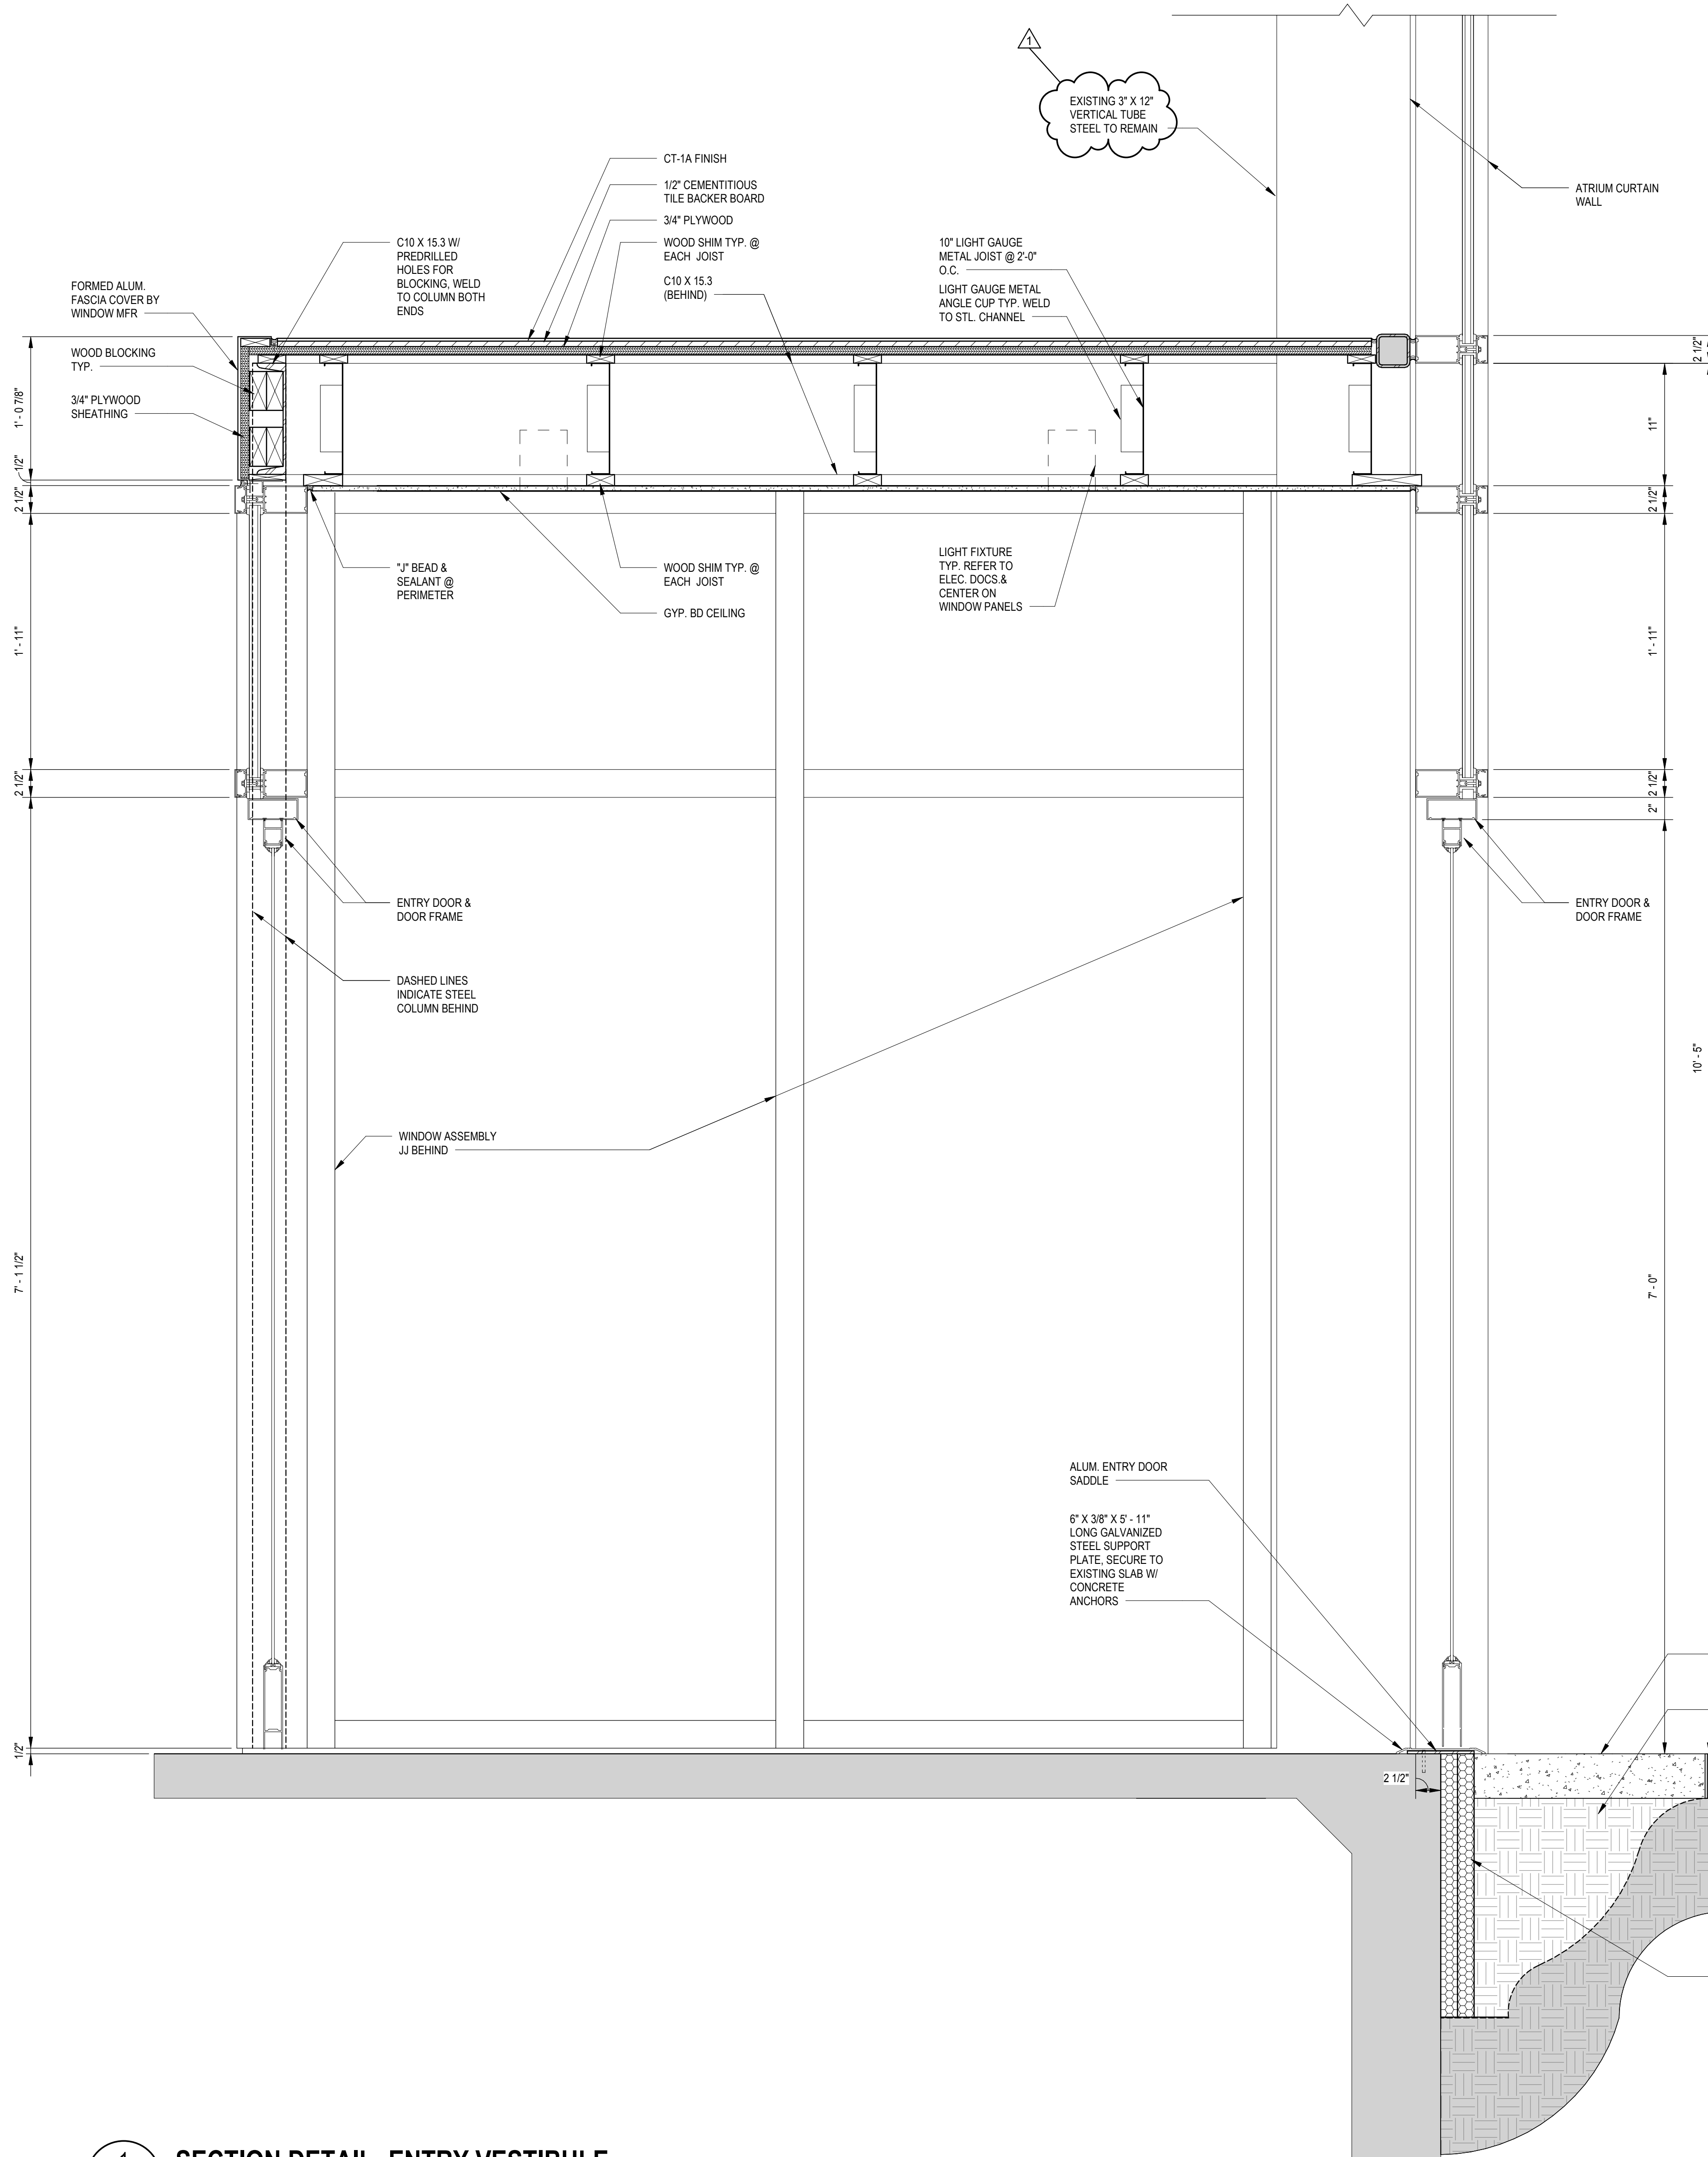 1
EXISTING 3" X 12"
VERTICAL TUBE
STEEL TO REMAIN
CT-1A FINISH
1/2" CEMENTITIOUS
TILE BACKER BOARD
3/4" PLYWOOD
WOOD SHIM TYP. @
EACH JOIST
C10 X 15.3
(BEHIND)
ATRIUM CURTAIN
WALL
C10 X 15.3 W/
PREDRILLED
HOLES FOR
BLOCKING, WELD
TO COLUMN BOTH
ENDS
10" LIGHT GAUGE
METAL JOIST @ 2'-0"
O.C.
LIGHT GAUGE METAL
ANGLE CUP TYP. WELD
TO STL. CHANNEL
FORMED ALUM.
FASCIA COVER BY
WINDOW MFR
WOOD BLOCKING
TYP.
3/4" PLYWOOD
SHEATHING
1' - 0 7/8"
1/2"
2 1/2"
1' - 11"
2 1/2"
7' - 1 1/2"
1/2"
"J" BEAD &
SEALANT @
PERIMETER
WOOD SHIM TYP. @
EACH JOIST
GYP. BD CEILING
LIGHT FIXTURE
TYP. REFER TO
ELEC. DOCS.&
CENTER ON
WINDOW PANELS
2 1/2"
11"
2 1/2"
1' - 11"
2 1/2"
2"
10' - 5"
7' - 0"
ENTRY DOOR &
DOOR FRAME
ENTRY DOOR &
DOOR FRAME
DASHED LINES
INDICATE STEEL
COLUMN BEHIND
WINDOW ASSEMBLY
JJ BEHIND
ALUM. ENTRY DOOR
SADDLE
6" X 3/8" X 5' - 11"
LONG GALVANIZED
STEEL SUPPORT
PLATE, SECURE TO
EXISTING SLAB W/
CONCRETE
ANCHORS
2 1/2"
1
SECTION DETAIL - ENTRY VESTIBULE